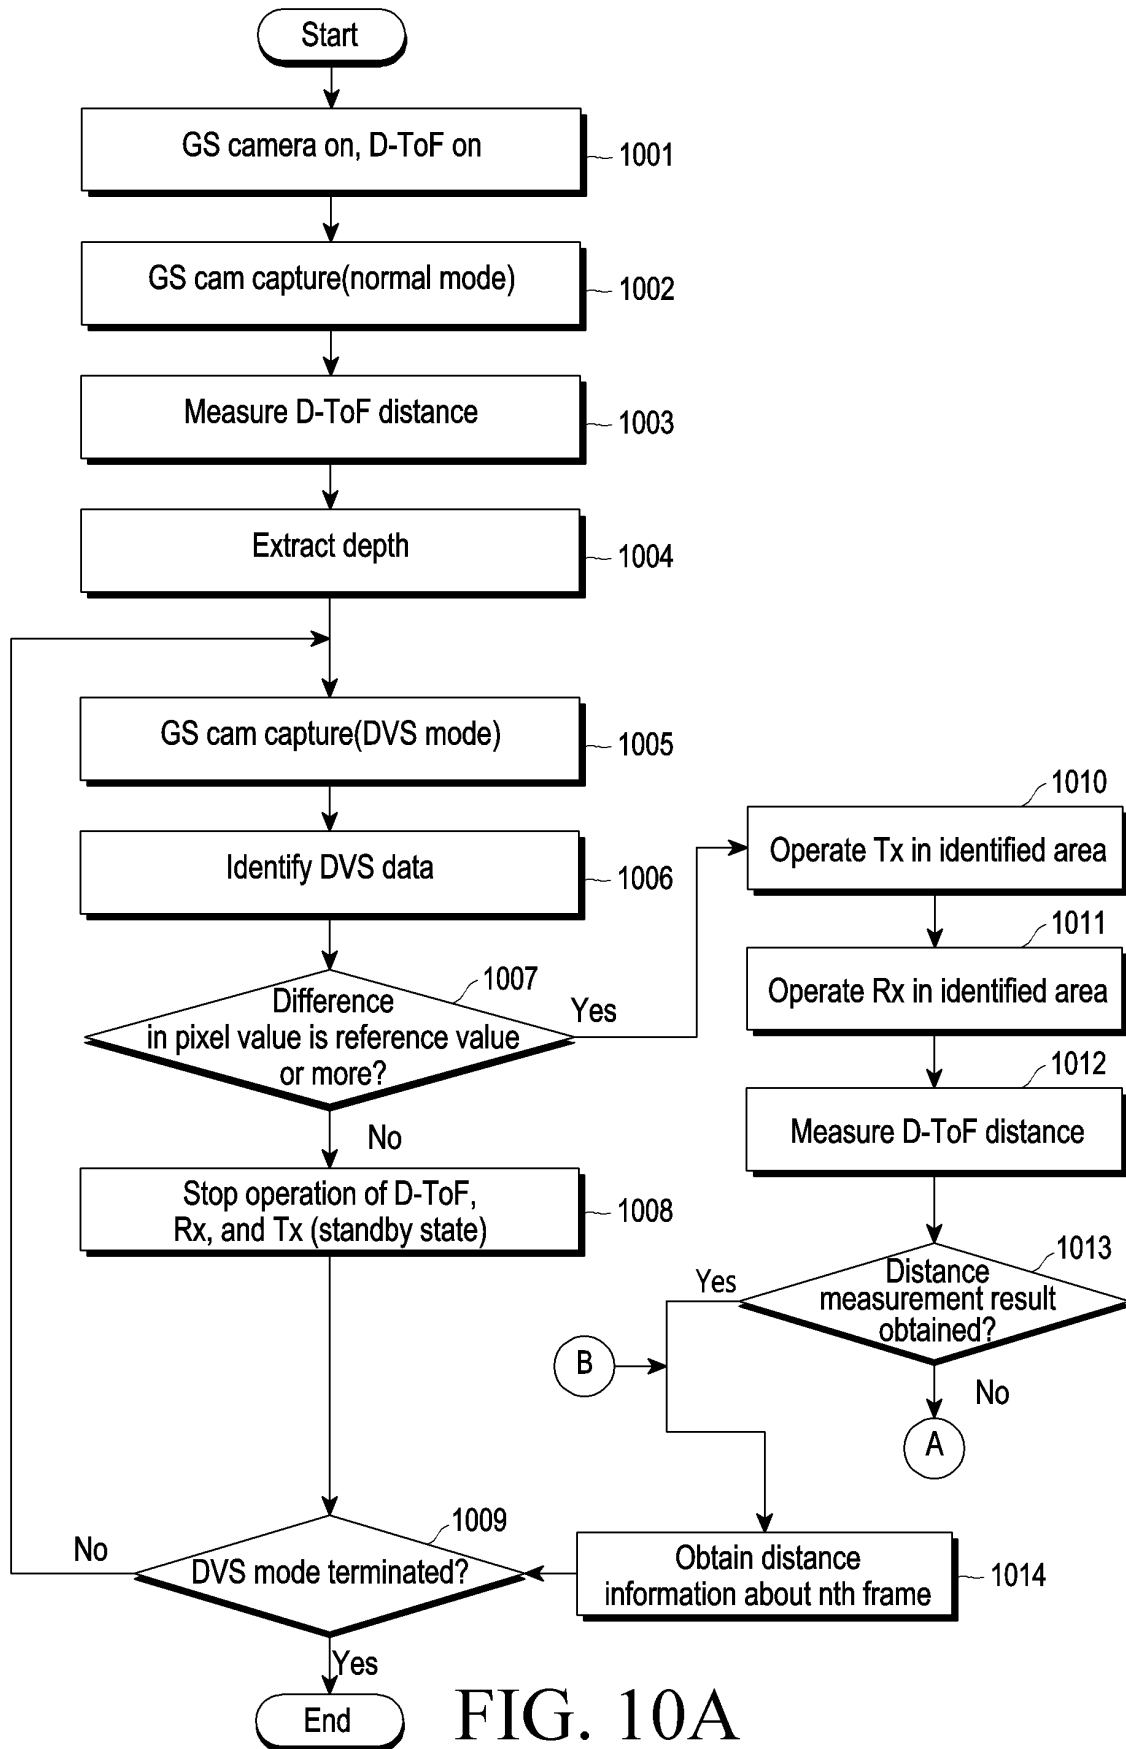 Start
GS camera on, D-ToF on
1001
GS cam capture(normal mode)
1002
Measure D-ToF distance
1003
Extract depth
1004
GS cam capture(DVS mode)
1005
Identify DVS data
1006
1007
Difference
in pixel value is reference value
or more?
Yes
No
Stop operation of D-ToF,
Rx, and Tx (standby state)
1008
1009
DVS mode terminated?
No
Yes
End
1010
Operate Tx in identified area
1011
Operate Rx in identified area
1012
Measure D-ToF distance
1013
Distance
measurement result
obtained?
Yes
No
B
A
Obtain distance
information about nth frame
1014
FIG. 10A